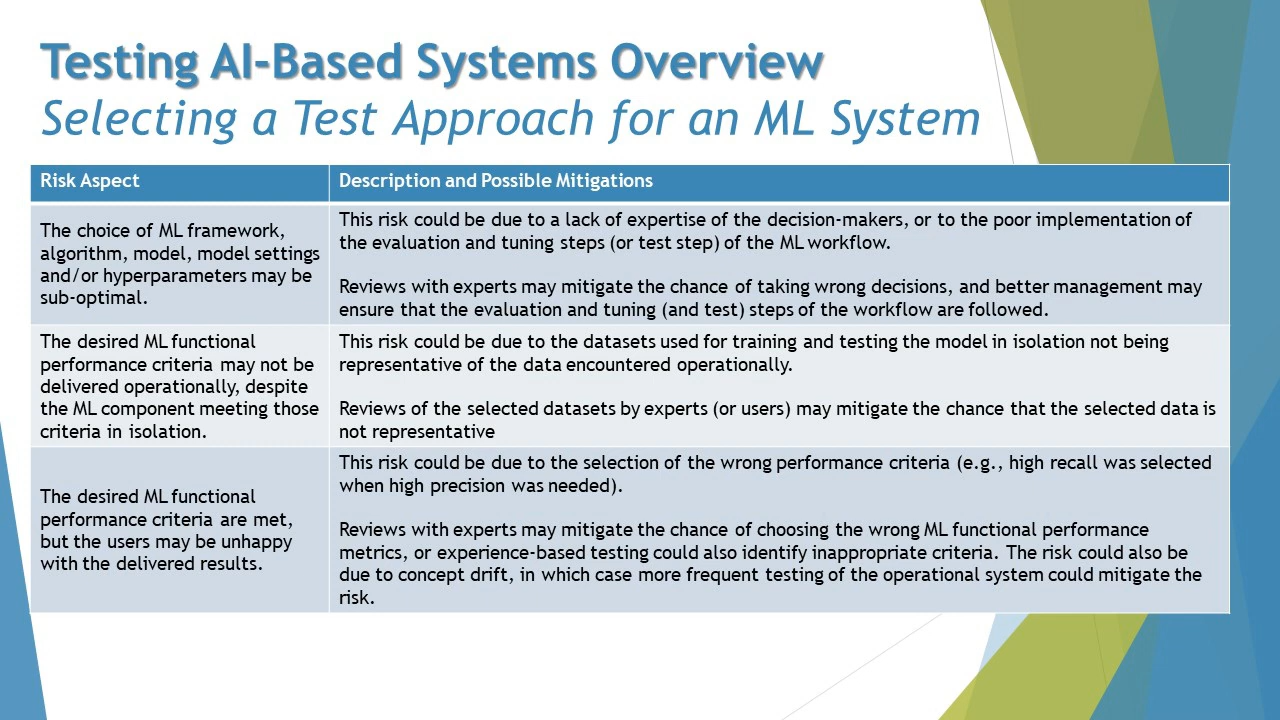 Testing AI-Based Systems Overview
Selecting a Test Approach for an ML System
Risk Aspect
Description and Possible Mitigations
The choice of ML framework,
algorithm, model, model settings
and/or hyperparameters may be
sub-optimal.
This risk could be due to a lack of expertise of the decision-makers, or to the poor implementation of
the evaluation and tuning steps (or test step) of the ML workflow.
Reviews with experts may mitigate the chance of taking wrong decisions, and better management may
ensure that the evaluation and tuning (and test) steps of the workflow are followed.
The desired ML functional
performance criteria may not be
delivered operationally, despite
the ML component meeting those
criteria in isolation.
This risk could be due to the datasets used for training and testing the model in isolation not being
representative of the data encountered operationally.
Reviews of the selected datasets by experts (or users) may mitigate the chance that the selected data is
not representative
The desired ML functional
performance criteria are met,
but the users may be unhappy
with the delivered results.
This risk could be due to the selection of the wrong performance criteria (e.g., high recall was selected
when high precision was needed).
Reviews with experts may mitigate the chance of choosing the wrong ML functional performance
metrics, or experience-based testing could also identify inappropriate criteria. The risk could also be
due to concept drift, in which case more frequent testing of the operational system could mitigate the
risk.